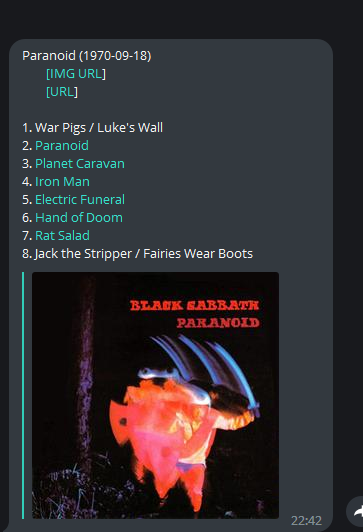 Paranoid (1970-09-18)
[IMG URL]
[URL]
1. War Pigs / Luke's Wall
2. Paranoid
3. Planet Caravan
4. Iron Man
5. Electric Funeral
6. Hand of Doom
7. Rat Salad
8. Jack the Stripper / Fairies Wear Boots
BLACK SABBATH
PARANOID
22:42